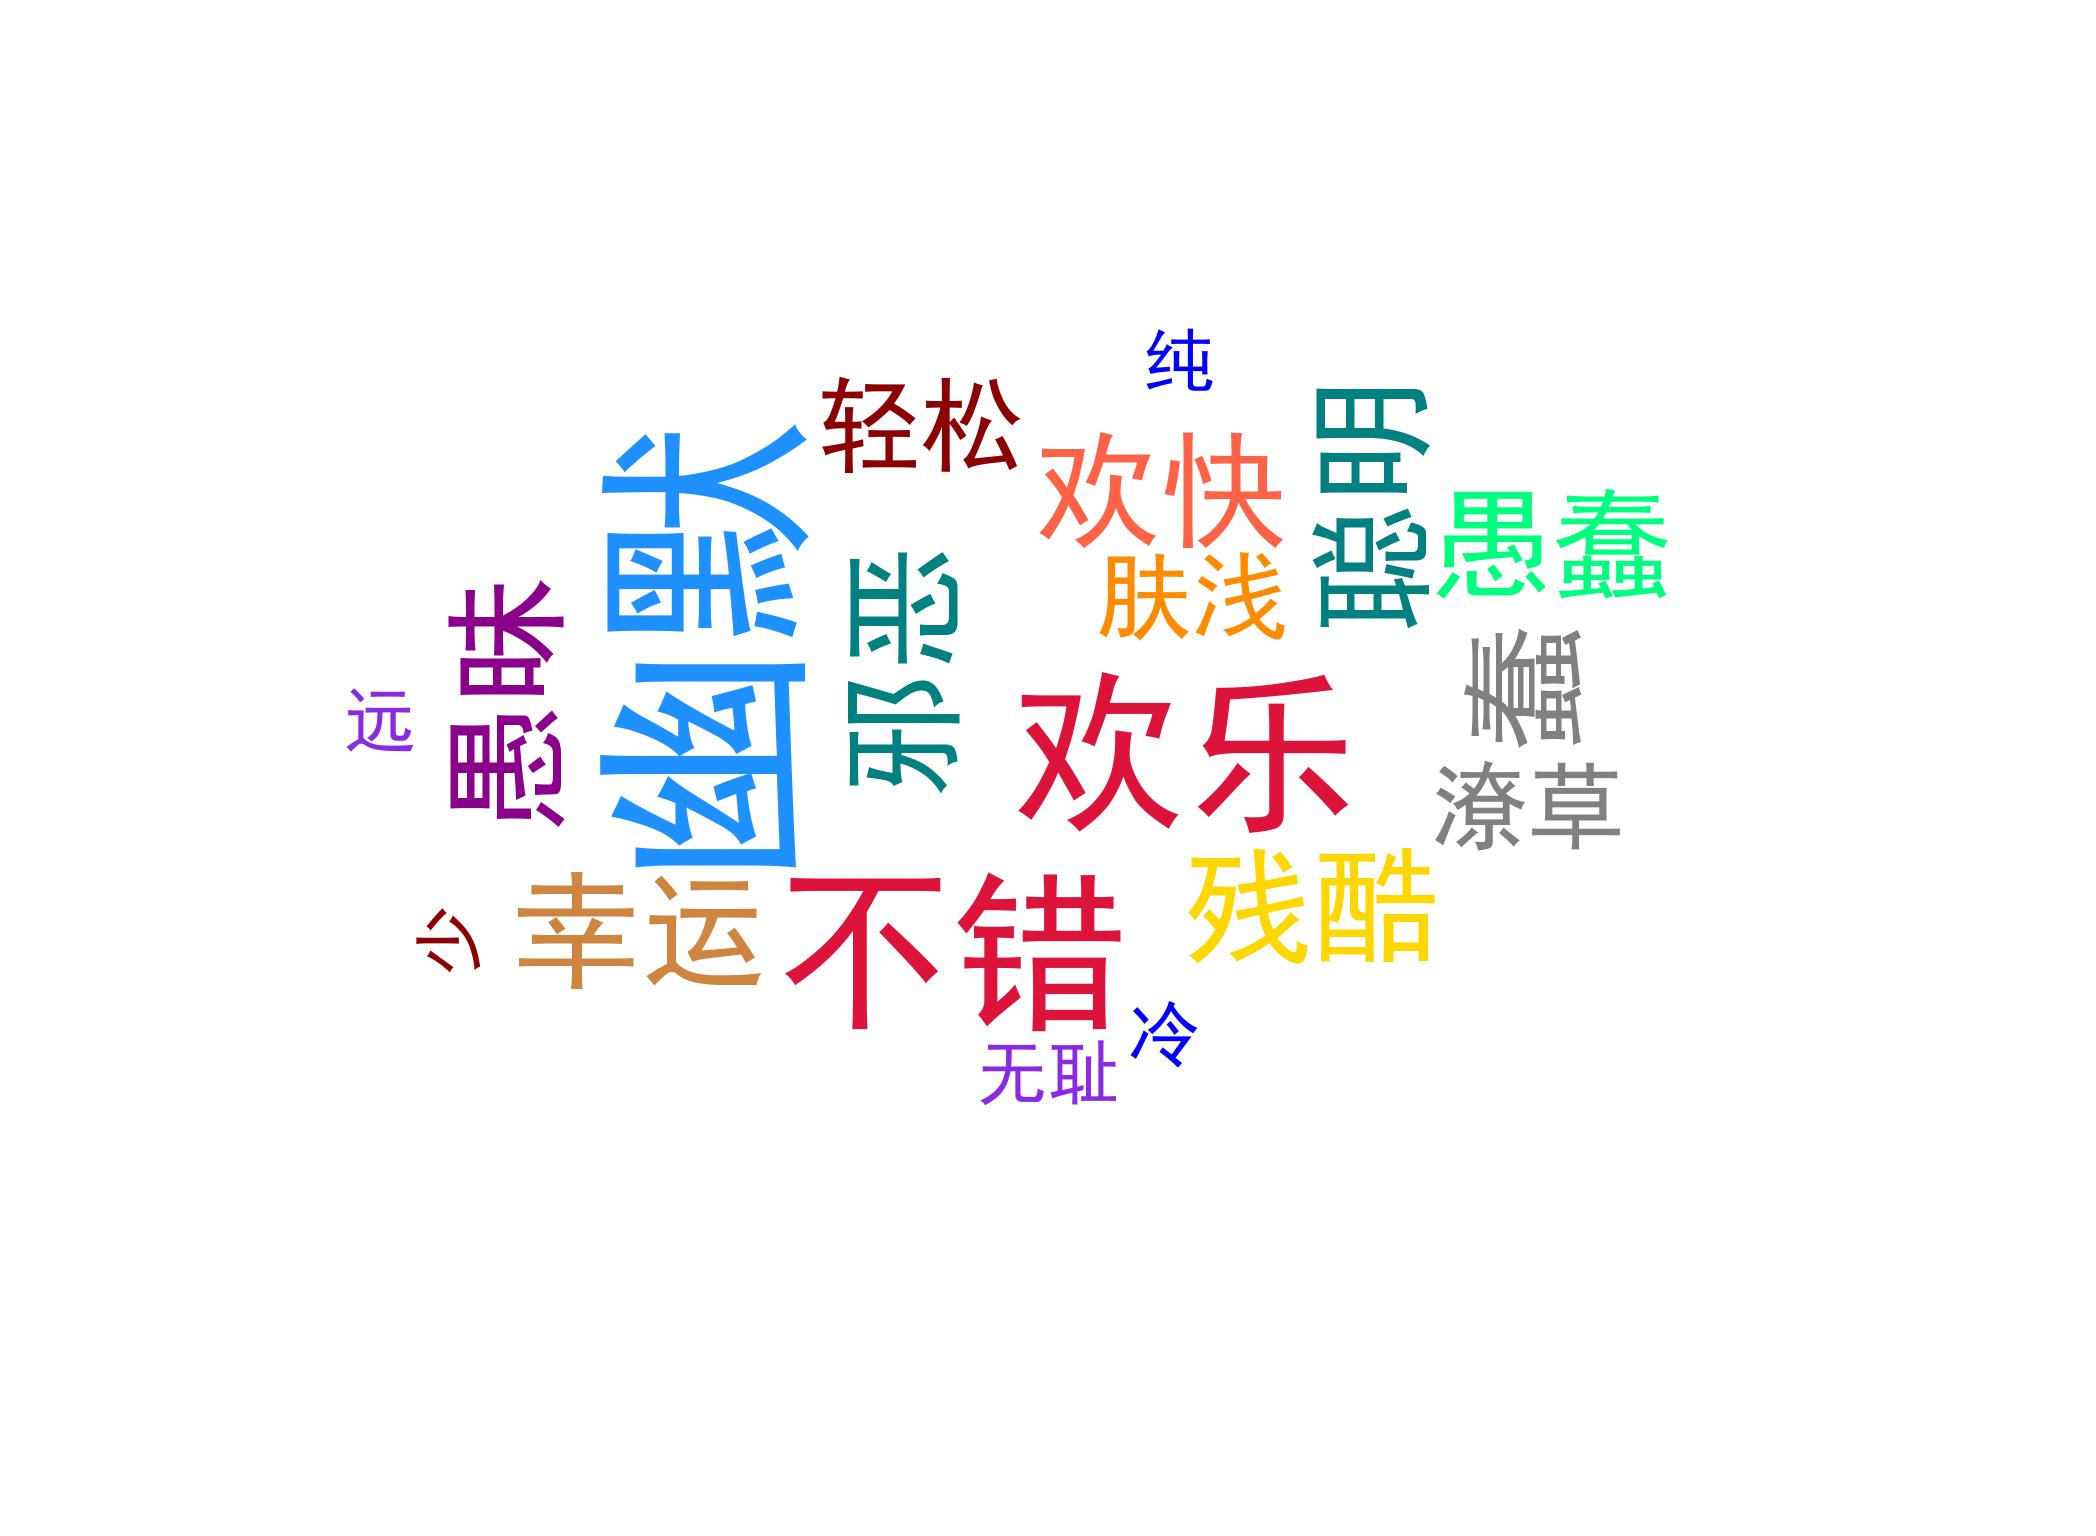 纯
轻松
欢快
聪明
幽默
愚蠢
肤浅
邪恶
愚昧
蠢
远
欢乐
潦草
残酷
幸运
不错
少
冷
无耻